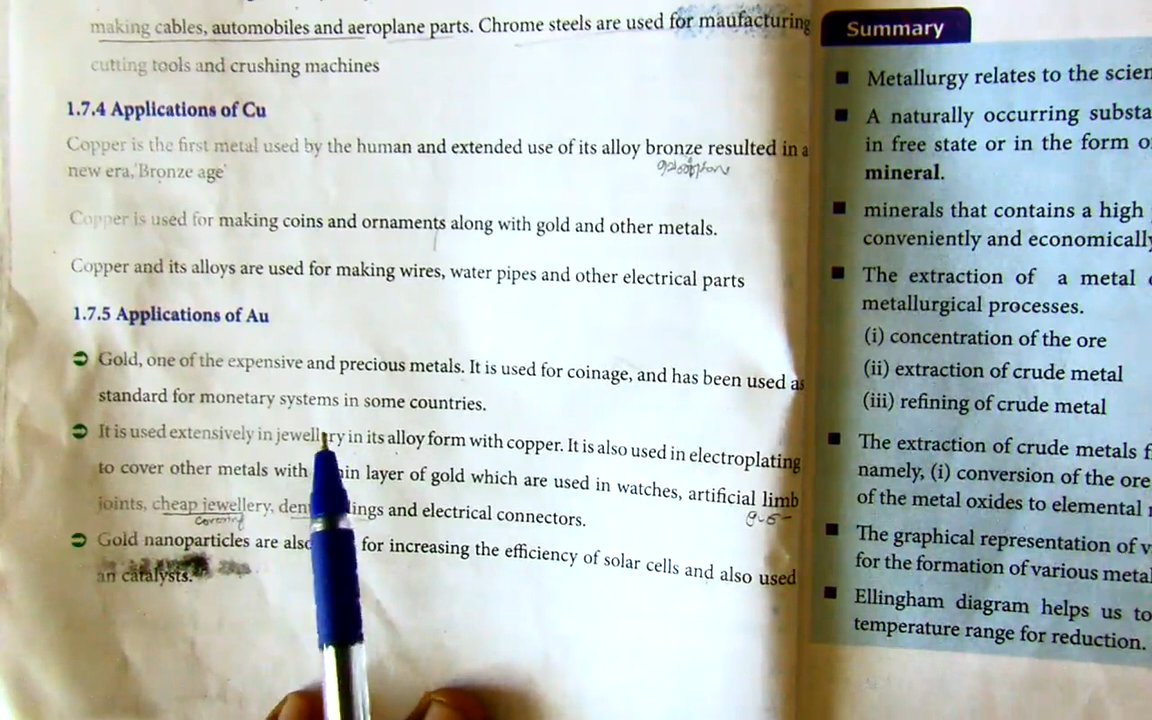 making cables, automobiles and aeroplane parts. Chrome steels are used for maufacturing
cutting tools and crushing machines
1.7.4 Applications of Cu
Copper is the first metal used by the human and extended use of its alloy bronze resulted in a
new era,'Bronze age'
Copper is used for making coins and ornaments along with gold and other metals.
Copper and its alloys are used for making wires, water pipes and other electrical parts
1.7.5 Applications of Au
Gold, one of the expensive and precious metals. It is used for coinage, and has been used as
standard for monetary systems in some countries.
It is used extensively in jewellery in its alloy form with copper. It is also used in electroplating
to cover other metals with in layer of gold which are used in watches, artificial limb
joints, cheap jewellery, den lings and electrical connectors.
covering
Gold nanoparticles are also for increasing the efficiency of solar cells and also used
an catalysts.
Summary
Metallurgy relates to the scien
A naturally occurring substa
in free state or in the form o
mineral.
minerals that contains a high
conveniently and economically
The extraction of a metal
metallurgical processes.
(i) concentration of the ore
(ii) extraction of crude metal
(iii) refining of crude metal
The extraction of crude metals f
namely, (i) conversion of the ore
of the metal oxides to elemental
The graphical representation of v
for the formation of various metal
Ellingham diagram helps us to
temperature range for reduction.